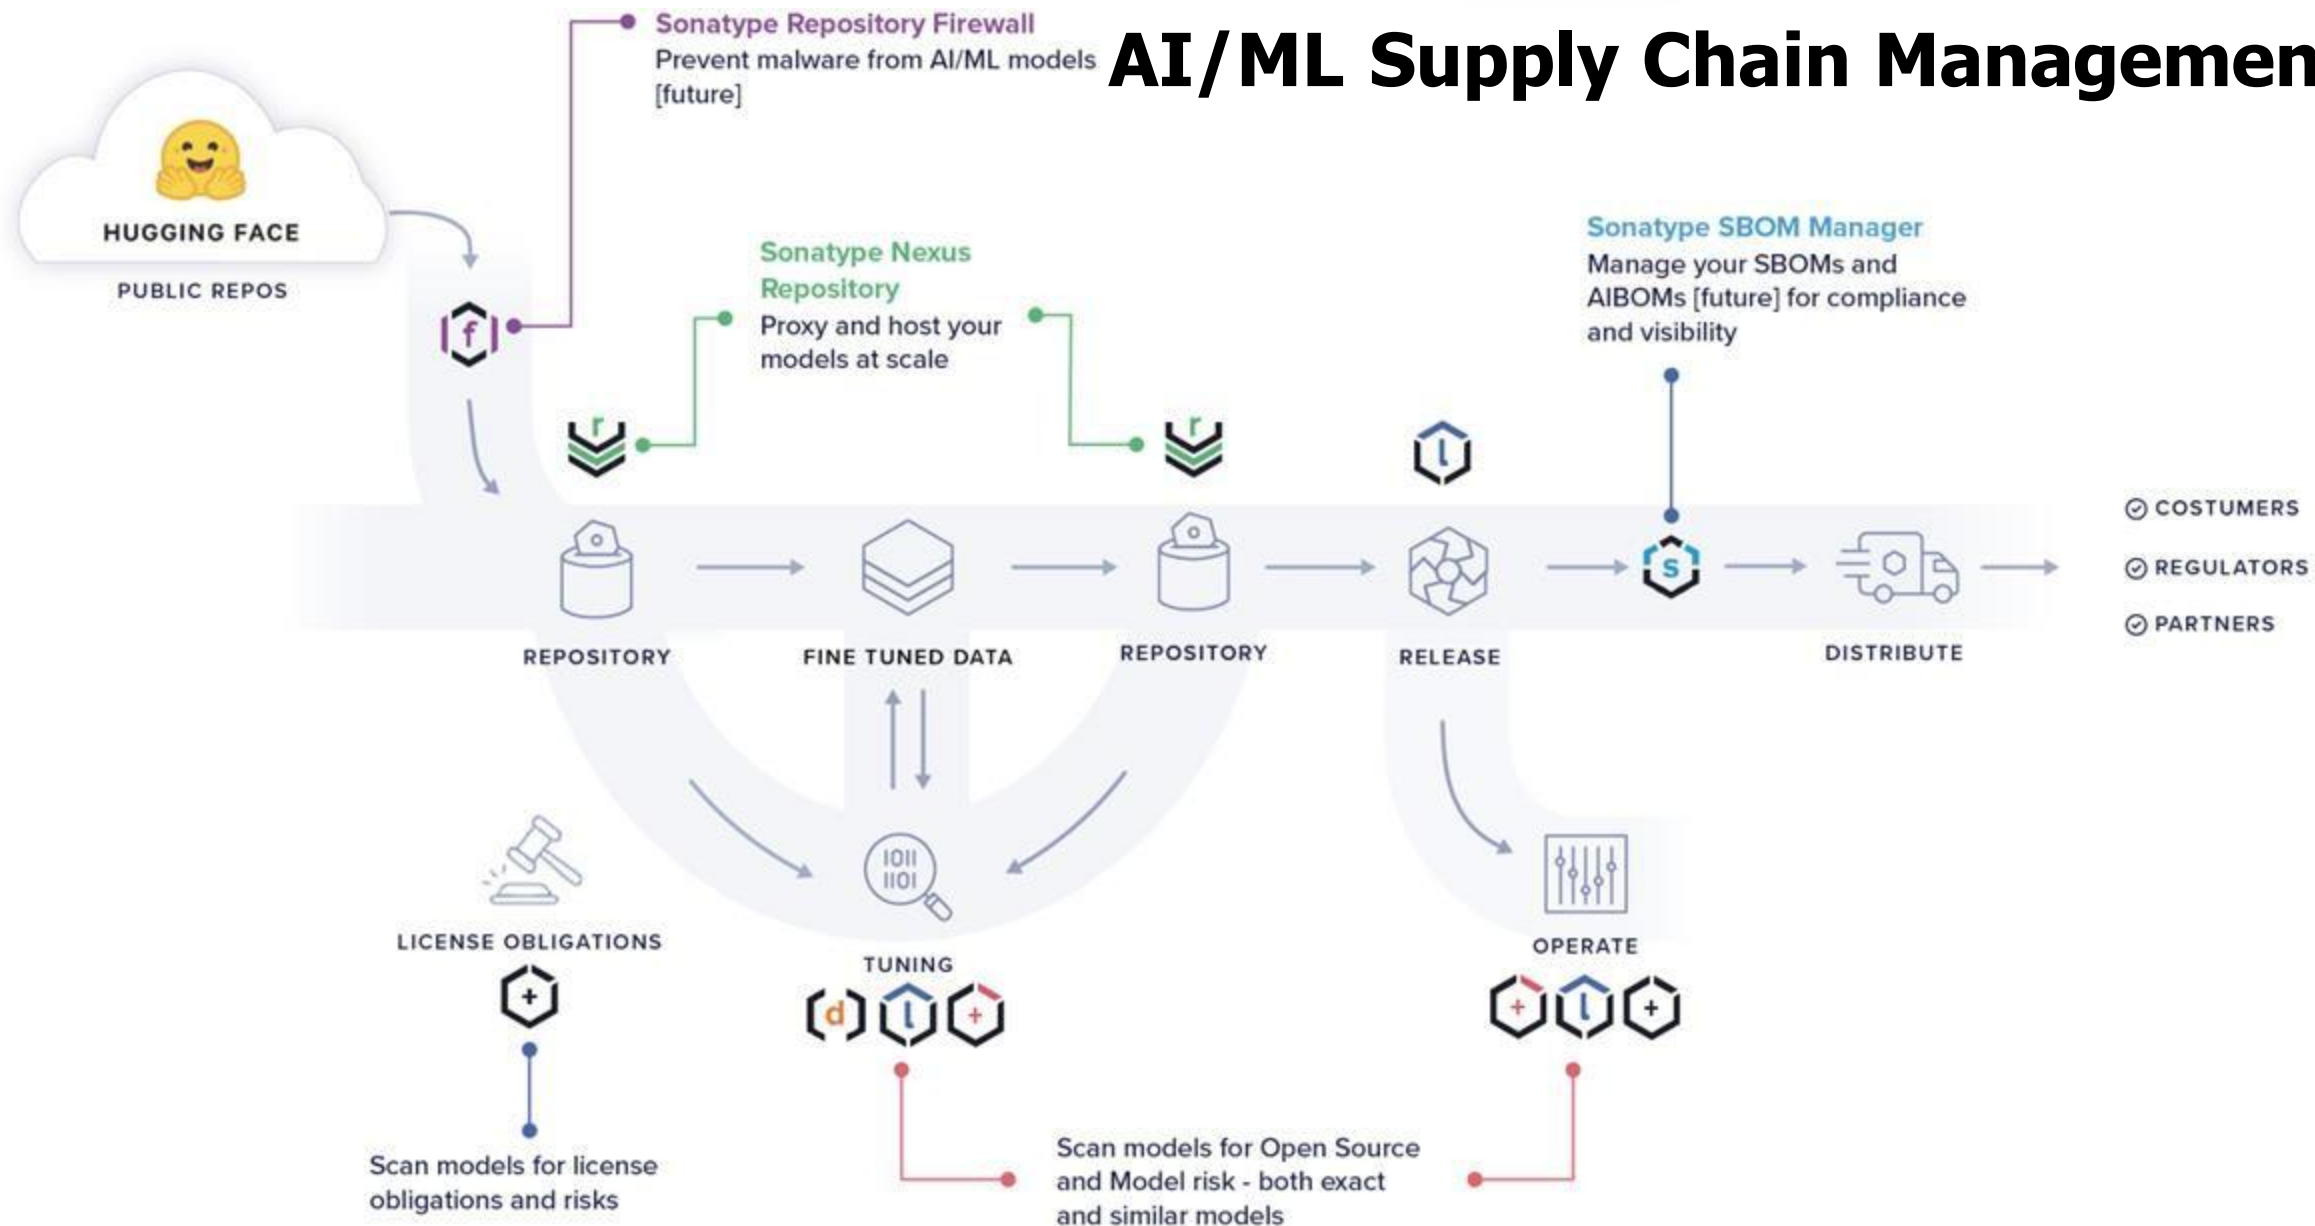 Sonatype Repository Firewall
Prevent malware from AI/ML models
[future]
AI/ML Supply Chain Managemen
HUGGING FACE
PUBLIC REPOS
f
Sonatype Nexus
Repository
Proxy and host your
models at scale
Sonatype SBOM Manager
Manage your SBOMs and
AIBOMs [future] for compliance
and visibility
r
r
l
s
COSTUMERS
REGULATORS
PARTNERS
REPOSITORY
FINE TUNED DATA
REPOSITORY
RELEASE
DISTRIBUTE
1011
1101
LICENSE OBLIGATIONS
+
TUNING
d
l
+
OPERATE
+
l
+
Scan models for license
obligations and risks
Scan models for Open Source
and Model risk - both exact
and similar models